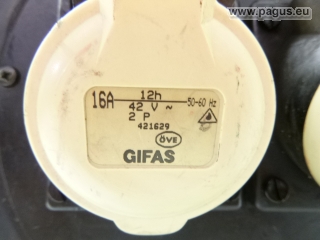 www.pagus.eu
16A 12h
42 V ~ 50-60 Hz
2 P
421629
ÖVE
GIFAS